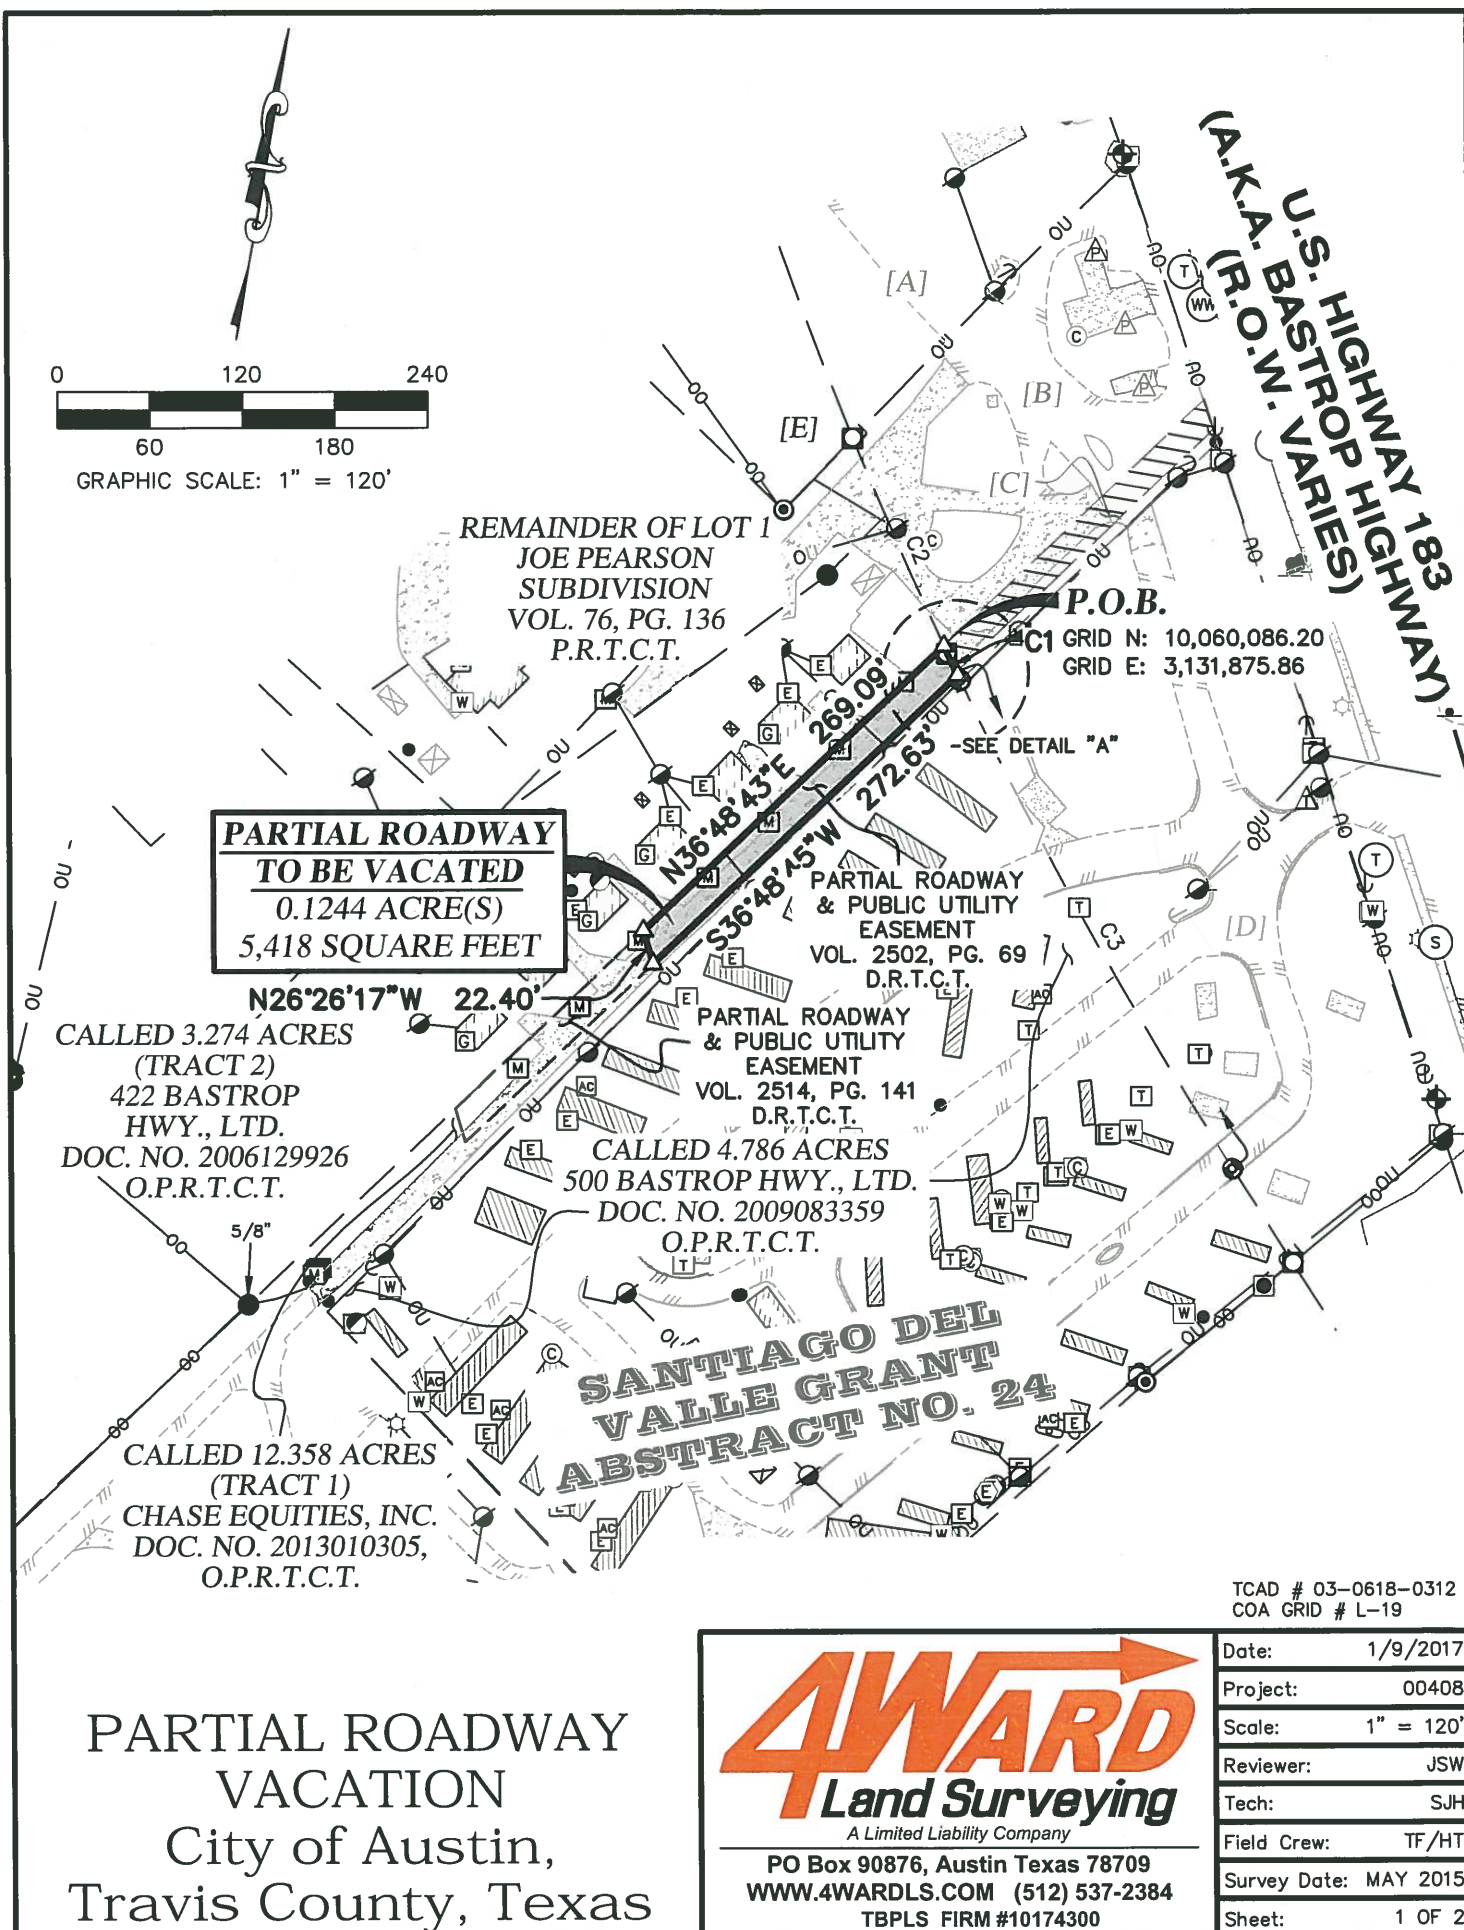 U.S. HIGHWAY 183
(A.K.A. BASTROP HIGHWAY)
(R.O.W. VARIES)
0 120 240
60 180
GRAPHIC SCALE: 1" = 120'
[A]
[B]
[C]
[D]
[E]
REMAINDER OF LOT 1
JOE PEARSON
SUBDIVISION
VOL. 76, PG. 136
P.R.T.C.T.
C2
P.O.B.
C1 GRID N: 10,060,086.20
GRID E: 3,131,875.86
-SEE DETAIL "A"
N36°48'43"E 269.09'
S36°48'45"W 272.63'
PARTIAL ROADWAY
TO BE VACATED
0.1244 ACRE(S)
5,418 SQUARE FEET
N26°26'17"W 22.40'
PARTIAL ROADWAY
& PUBLIC UTILITY
EASEMENT
VOL. 2502, PG. 69
D.R.T.C.T.
C3
PARTIAL ROADWAY
& PUBLIC UTILITY
EASEMENT
VOL. 2514, PG. 141
D.R.T.C.T.
CALLED 3.274 ACRES
(TRACT 2)
422 BASTROP
HWY., LTD.
DOC. NO. 2006129926
O.P.R.T.C.T.
CALLED 4.786 ACRES
500 BASTROP HWY., LTD.
DOC. NO. 2009083359
O.P.R.T.C.T.
5/8"
SANTIAGO DEL
VALLE GRANT
ABSTRACT NO. 24
CALLED 12.358 ACRES
(TRACT 1)
CHASE EQUITIES, INC.
DOC. NO. 2013010305,
O.P.R.T.C.T.
TCAD # 03-0618-0312
COA GRID # L-19
PARTIAL ROADWAY
VACATION
City of Austin,
Travis County, Texas
4WARD
Land Surveying
A Limited Liability Company
PO Box 90876, Austin Texas 78709
WWW.4WARDLS.COM (512) 537-2384
TBPLS FIRM #10174300
Date: 1/9/2017
Project: 00408
Scale: 1" = 120'
Reviewer: JSW
Tech: SJH
Field Crew: TF/HT
Survey Date: MAY 2015
Sheet: 1 OF 2